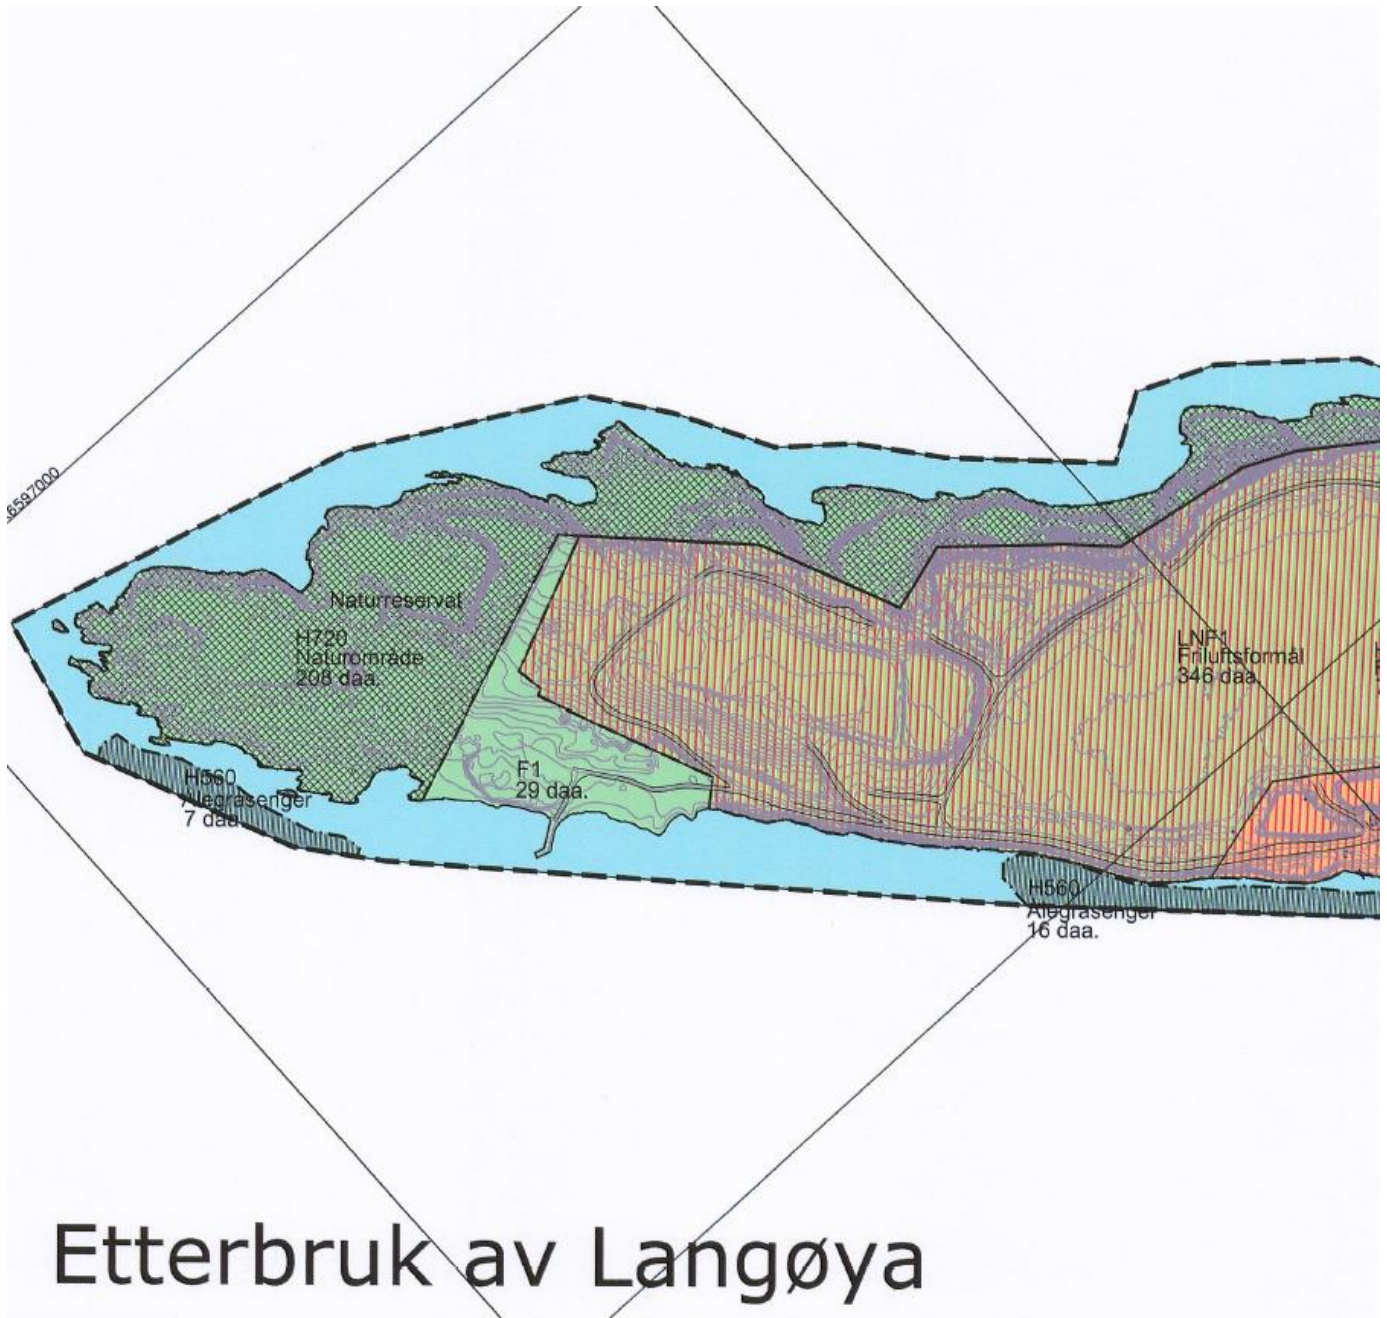 6597000
Naturreservat
H720
Naturområde
208 daa.
LNF1
Friluftsformål
346 daa.
F1
29 daa.
H560
Ålegrasenger
7 daa.
H560
Ålegrasenger
16 daa.
Etterbruk av Langøya